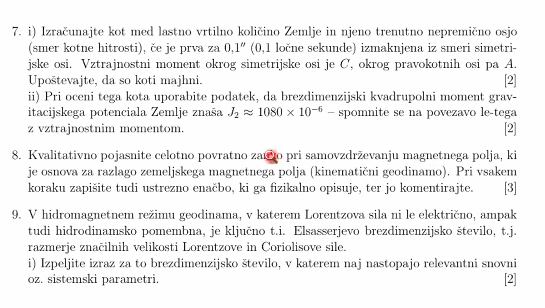 7. i) Izračunajte kot med lastno vrtilno količino Zemlje in njeno trenutno nepremično osjo
(smer kotne hitrosti), če je prva za 0,1″ (0,1 ločne sekunde) izmaknjena iz smeri simetri-
jske osi. Vztrajnostni moment okrog simetrijske osi je C, okrog pravokotnih osi pa A.
Upoštevajte, da so koti majhni. [2]
ii) Pri oceni tega kota uporabite podatek, da brezdimenzijski kvadrupolni moment grav-
itacijskega potenciala Zemlje znaša J₂ ≈ 1080 × 10⁻⁶ – spomnite se na povezavo le-tega
z vztrajnostnim momentom. [2]
8. Kvalitativno pojasnite celotno povratno pri samovzdrževanju magnetnega polja, ki
je osnova za razlago zemeljskega magnetnega polja (kinematični geodinamo). Pri vsakem
koraku zapišite tudi ustrezno enačbo, ki ga fizikalno opisuje, ter jo komentirajte. [3]
9. V hidromagnetnem režimu geodinama, v katerem Lorentzova sila ni le električno, ampak
tudi hidrodinamsko pomembna, je ključno t.i. Elsasserjevo brezdimenzijsko število, t.j.
razmerje značilnih velikosti Lorentzove in Coriolisove sile.
i) Izpeljite izraz za to brezdimenzijsko število, v katerem naj nastopajo relevantni snovni
oz. sistemski parametri. [2]